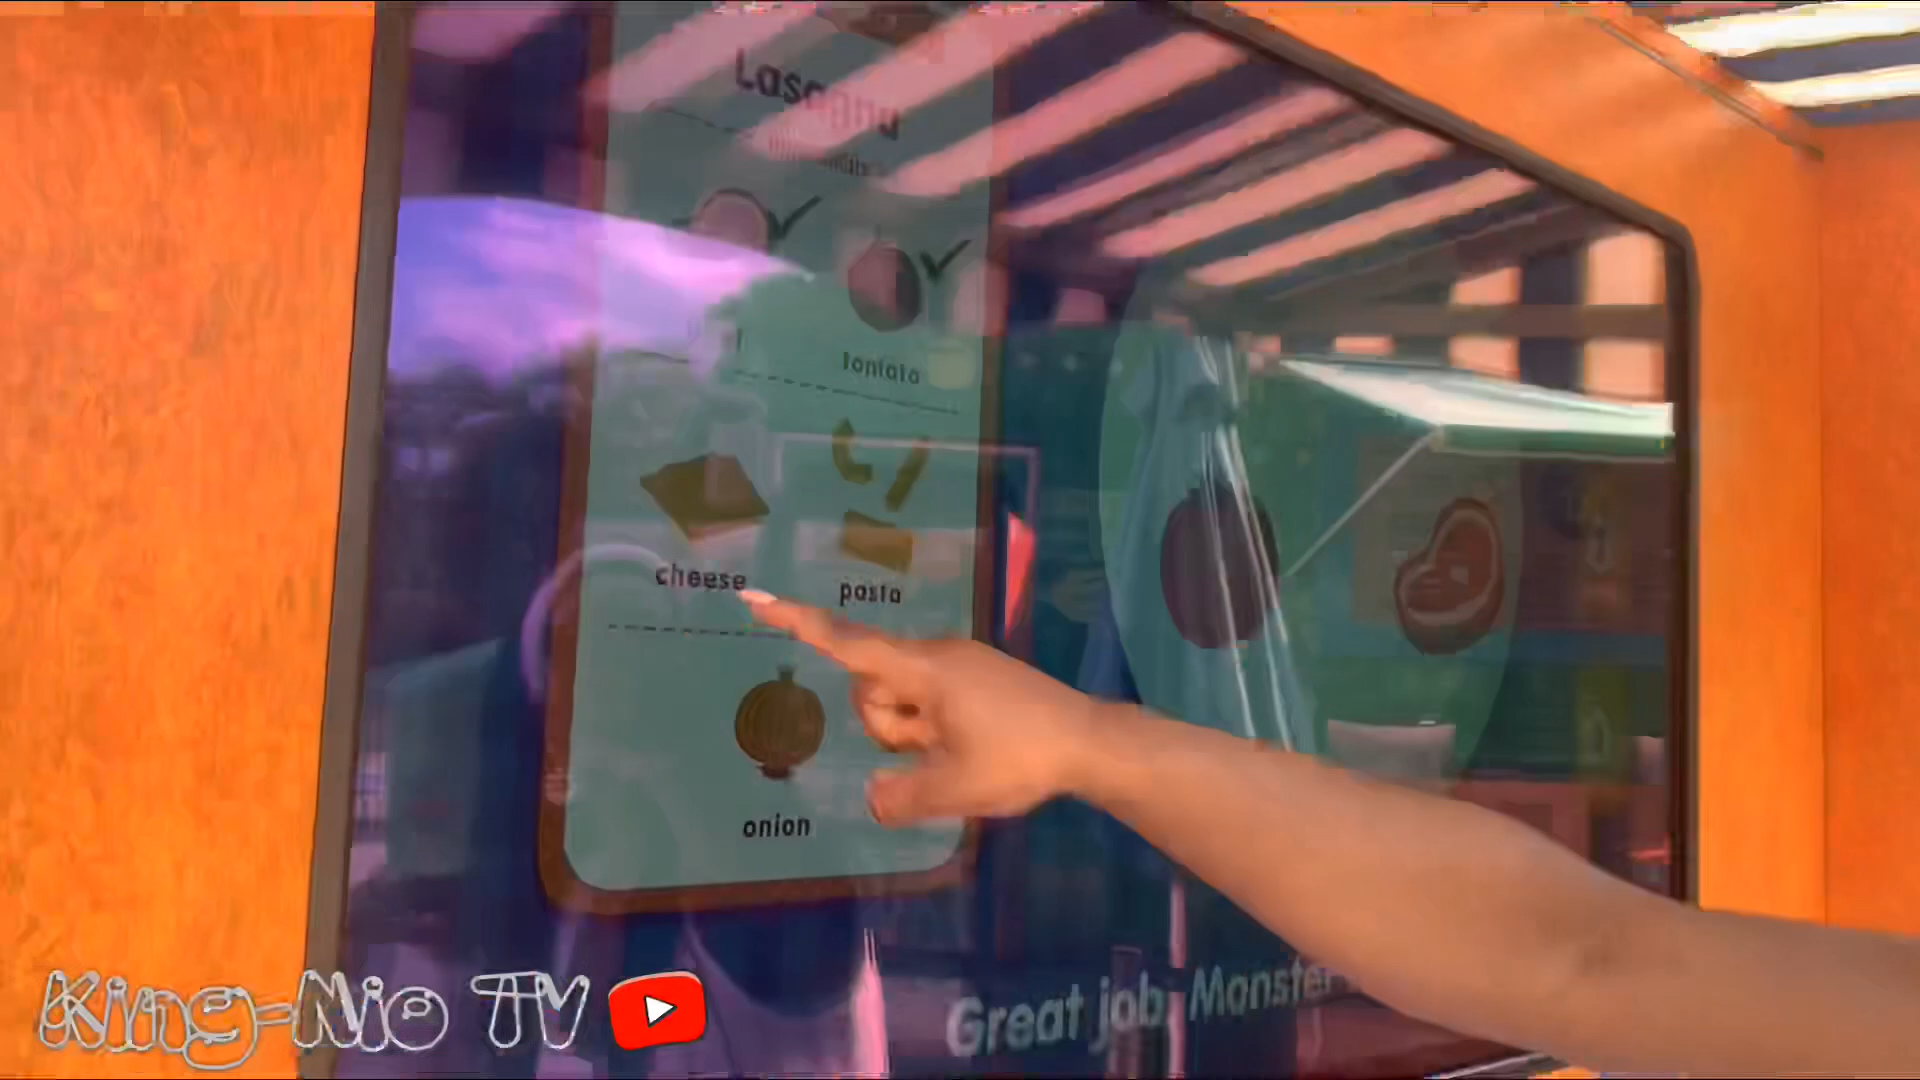 Lasagna
tomato
cheese
pasta
onion
Great job, Monster
King-Nio TV